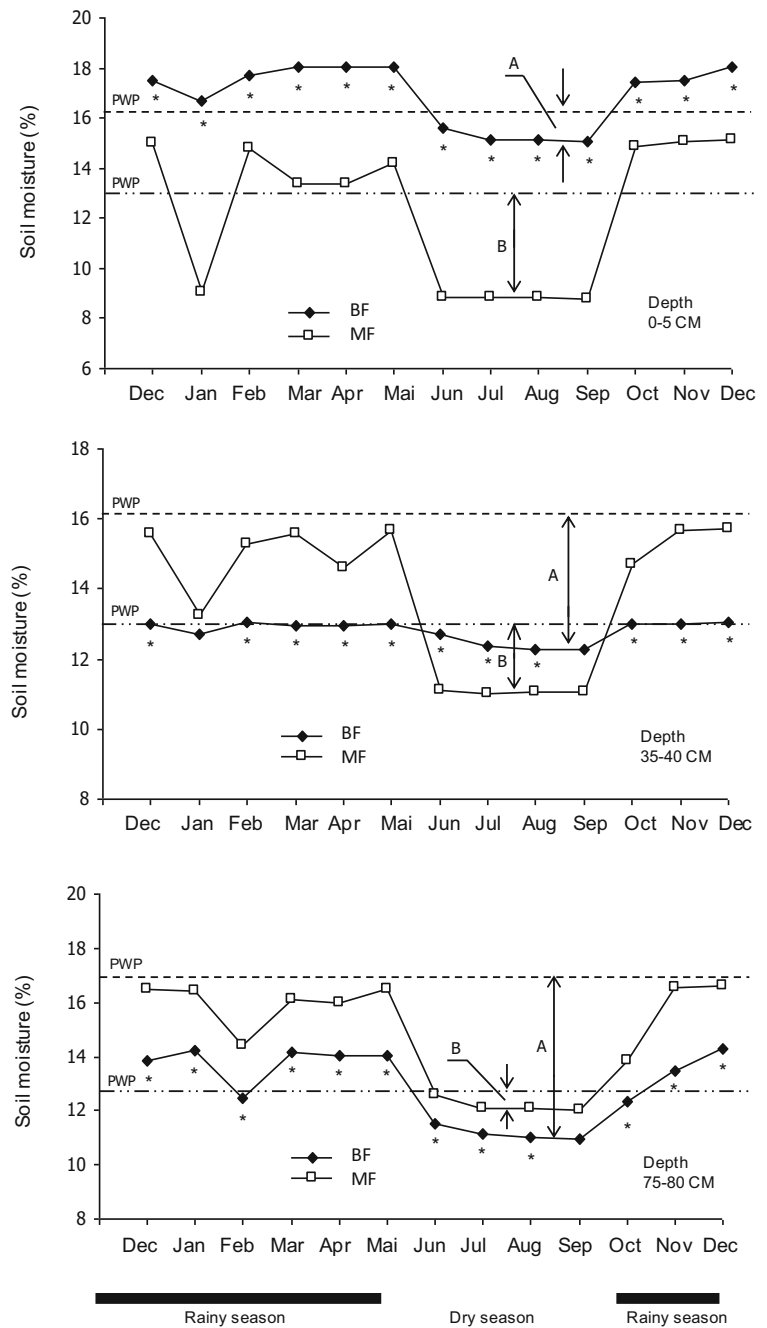 Soil moisture (%)
20
18
16
14
12
10
8
6
PWP
PWP
A
B
* * * * * * * * * * * * *
BF
MF
Depth
0-5 CM
Dec Jan Feb Mar Apr Mai Jun Jul Aug Sep Oct Nov Dec
Soil moisture (%)
18
16
14
12
10
8
PWP
PWP
A
B
* * * * * * * * * * *
BF
MF
Depth
35-40 CM
Dec Jan Feb Mar Apr Mai Jun Jul Aug Sep Oct Nov Dec
Soil moisture (%)
20
18
16
14
12
10
8
PWP
PWP
B
A
* * * * * * * * * * * *
BF
MF
Depth
75-80 CM
Dec Jan Feb Mar Apr Mai Jun Jul Aug Sep Oct Nov Dec
Rainy season Dry season Rainy season